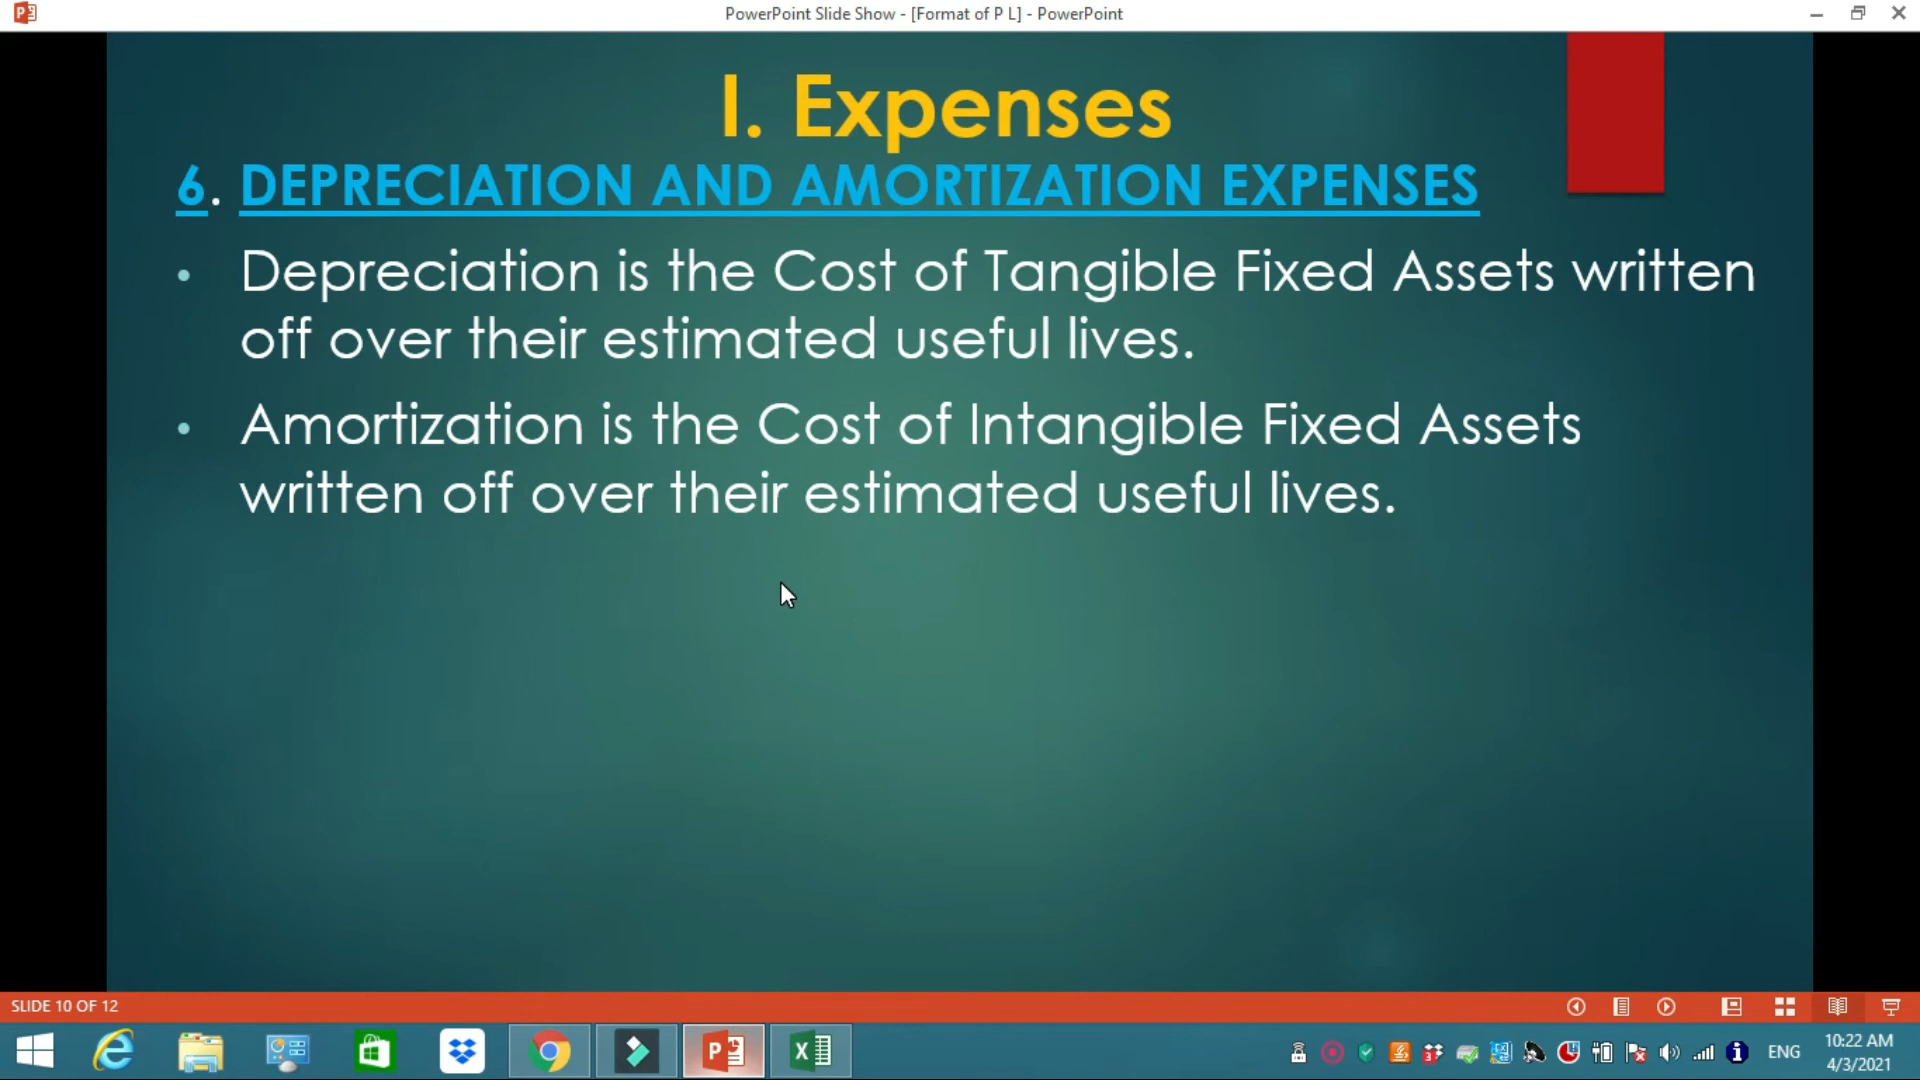 PowerPoint Slide Show - [Format of P L] - PowerPoint
I. Expenses
6. DEPRECIATION AND AMORTIZATION EXPENSES
• Depreciation is the Cost of Tangible Fixed Assets written
off over their estimated useful lives.
• Amortization is the Cost of Intangible Fixed Assets
written off over their estimated useful lives.
SLIDE 10 OF 12
ENG
10:22 AM
4/3/2021